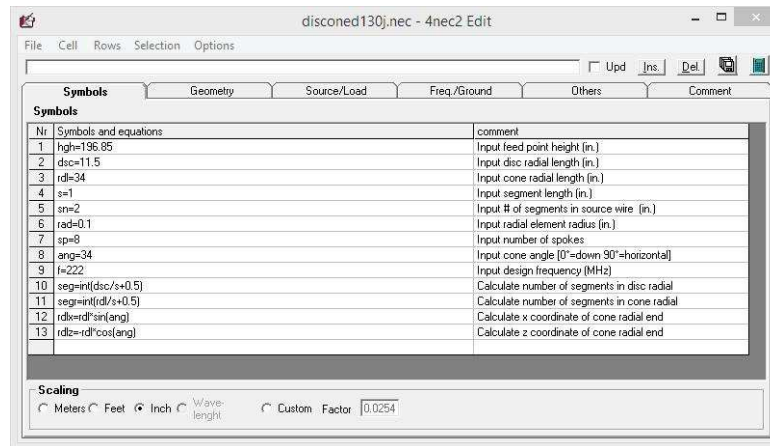 disconed130j.nec - 4nec2 Edit
File Cell Rows Selection Options
Upd Ins. Del.
Symbols Geometry Source/Load Freq./Ground Others Comment
Symbols
Nr Symbols and equations comment
1 hgh=196.85 Input feed point height (in.)
2 dsc=11.5 Input disc radial length (in.)
3 rdl=34 Input cone radial length (in.)
4 s=1 Input segment length (in.)
5 sn=2 Input # of segments in source wire (in.)
6 rad=0.1 Input radial element radius (in.)
7 sp=8 Input number of spokes
8 ang=34 Input cone angle [0°=down 90°=horizontal]
9 f=222 Input design frequency (MHz)
10 seg=int(dsc/s+0.5) Calculate number of segments in disc radial
11 segr=int(rdl/s+0.5) Calculate number of segments in cone radial
12 rdlx=rdl*sin(ang) Calculate x coordinate of cone radial end
13 rdlz=-rdl*cos(ang) Calculate z coordinate of cone radial end
Scaling
Meters Feet Inch Wave-lenght Custom Factor 0.0254